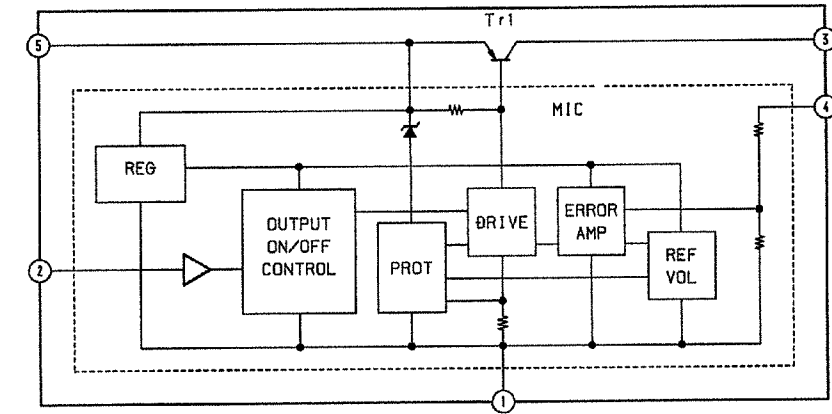 Tr1
5
3
MIC
4
REG
OUTPUT
ON/OFF
CONTROL
DRIVE
ERROR
AMP
PROT
REF
VOL
2
1